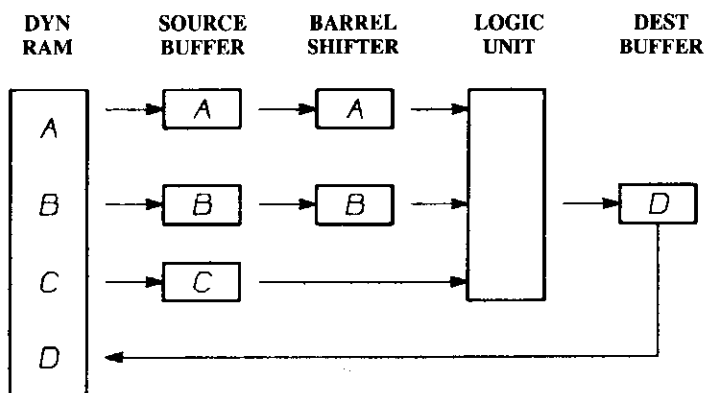 DYN RAM
SOURCE BUFFER
BARREL SHIFTER
LOGIC UNIT
DEST BUFFER
A A A
B B B D
C C
D